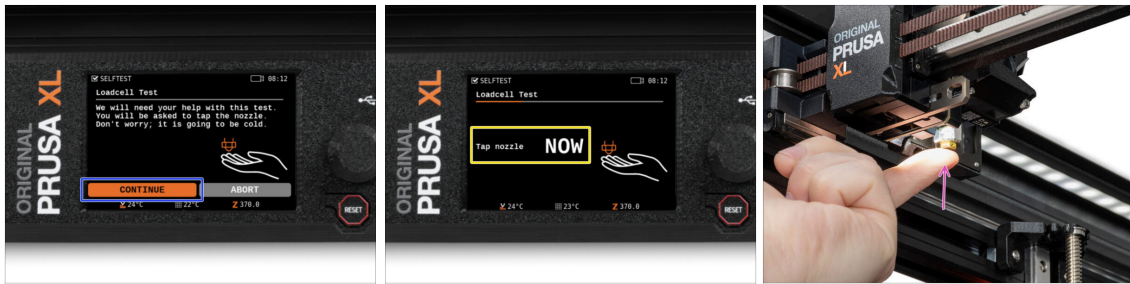 ORIGINAL
PRUSA XL
SELFTEST
08:12
Loadcell Test
We will need your help with this test.
You will be asked to tap the nozzle.
Don't worry; it is going to be cold.
CONTINUE
ABORT
24°C
22°C
Z 370.0
RESET
ORIGINAL
PRUSA XL
SELFTEST
08:12
Loadcell Test
Tap nozzle NOW
24°C
23°C
Z 370.0
RESET
ORIGINAL
PRUSA
XL